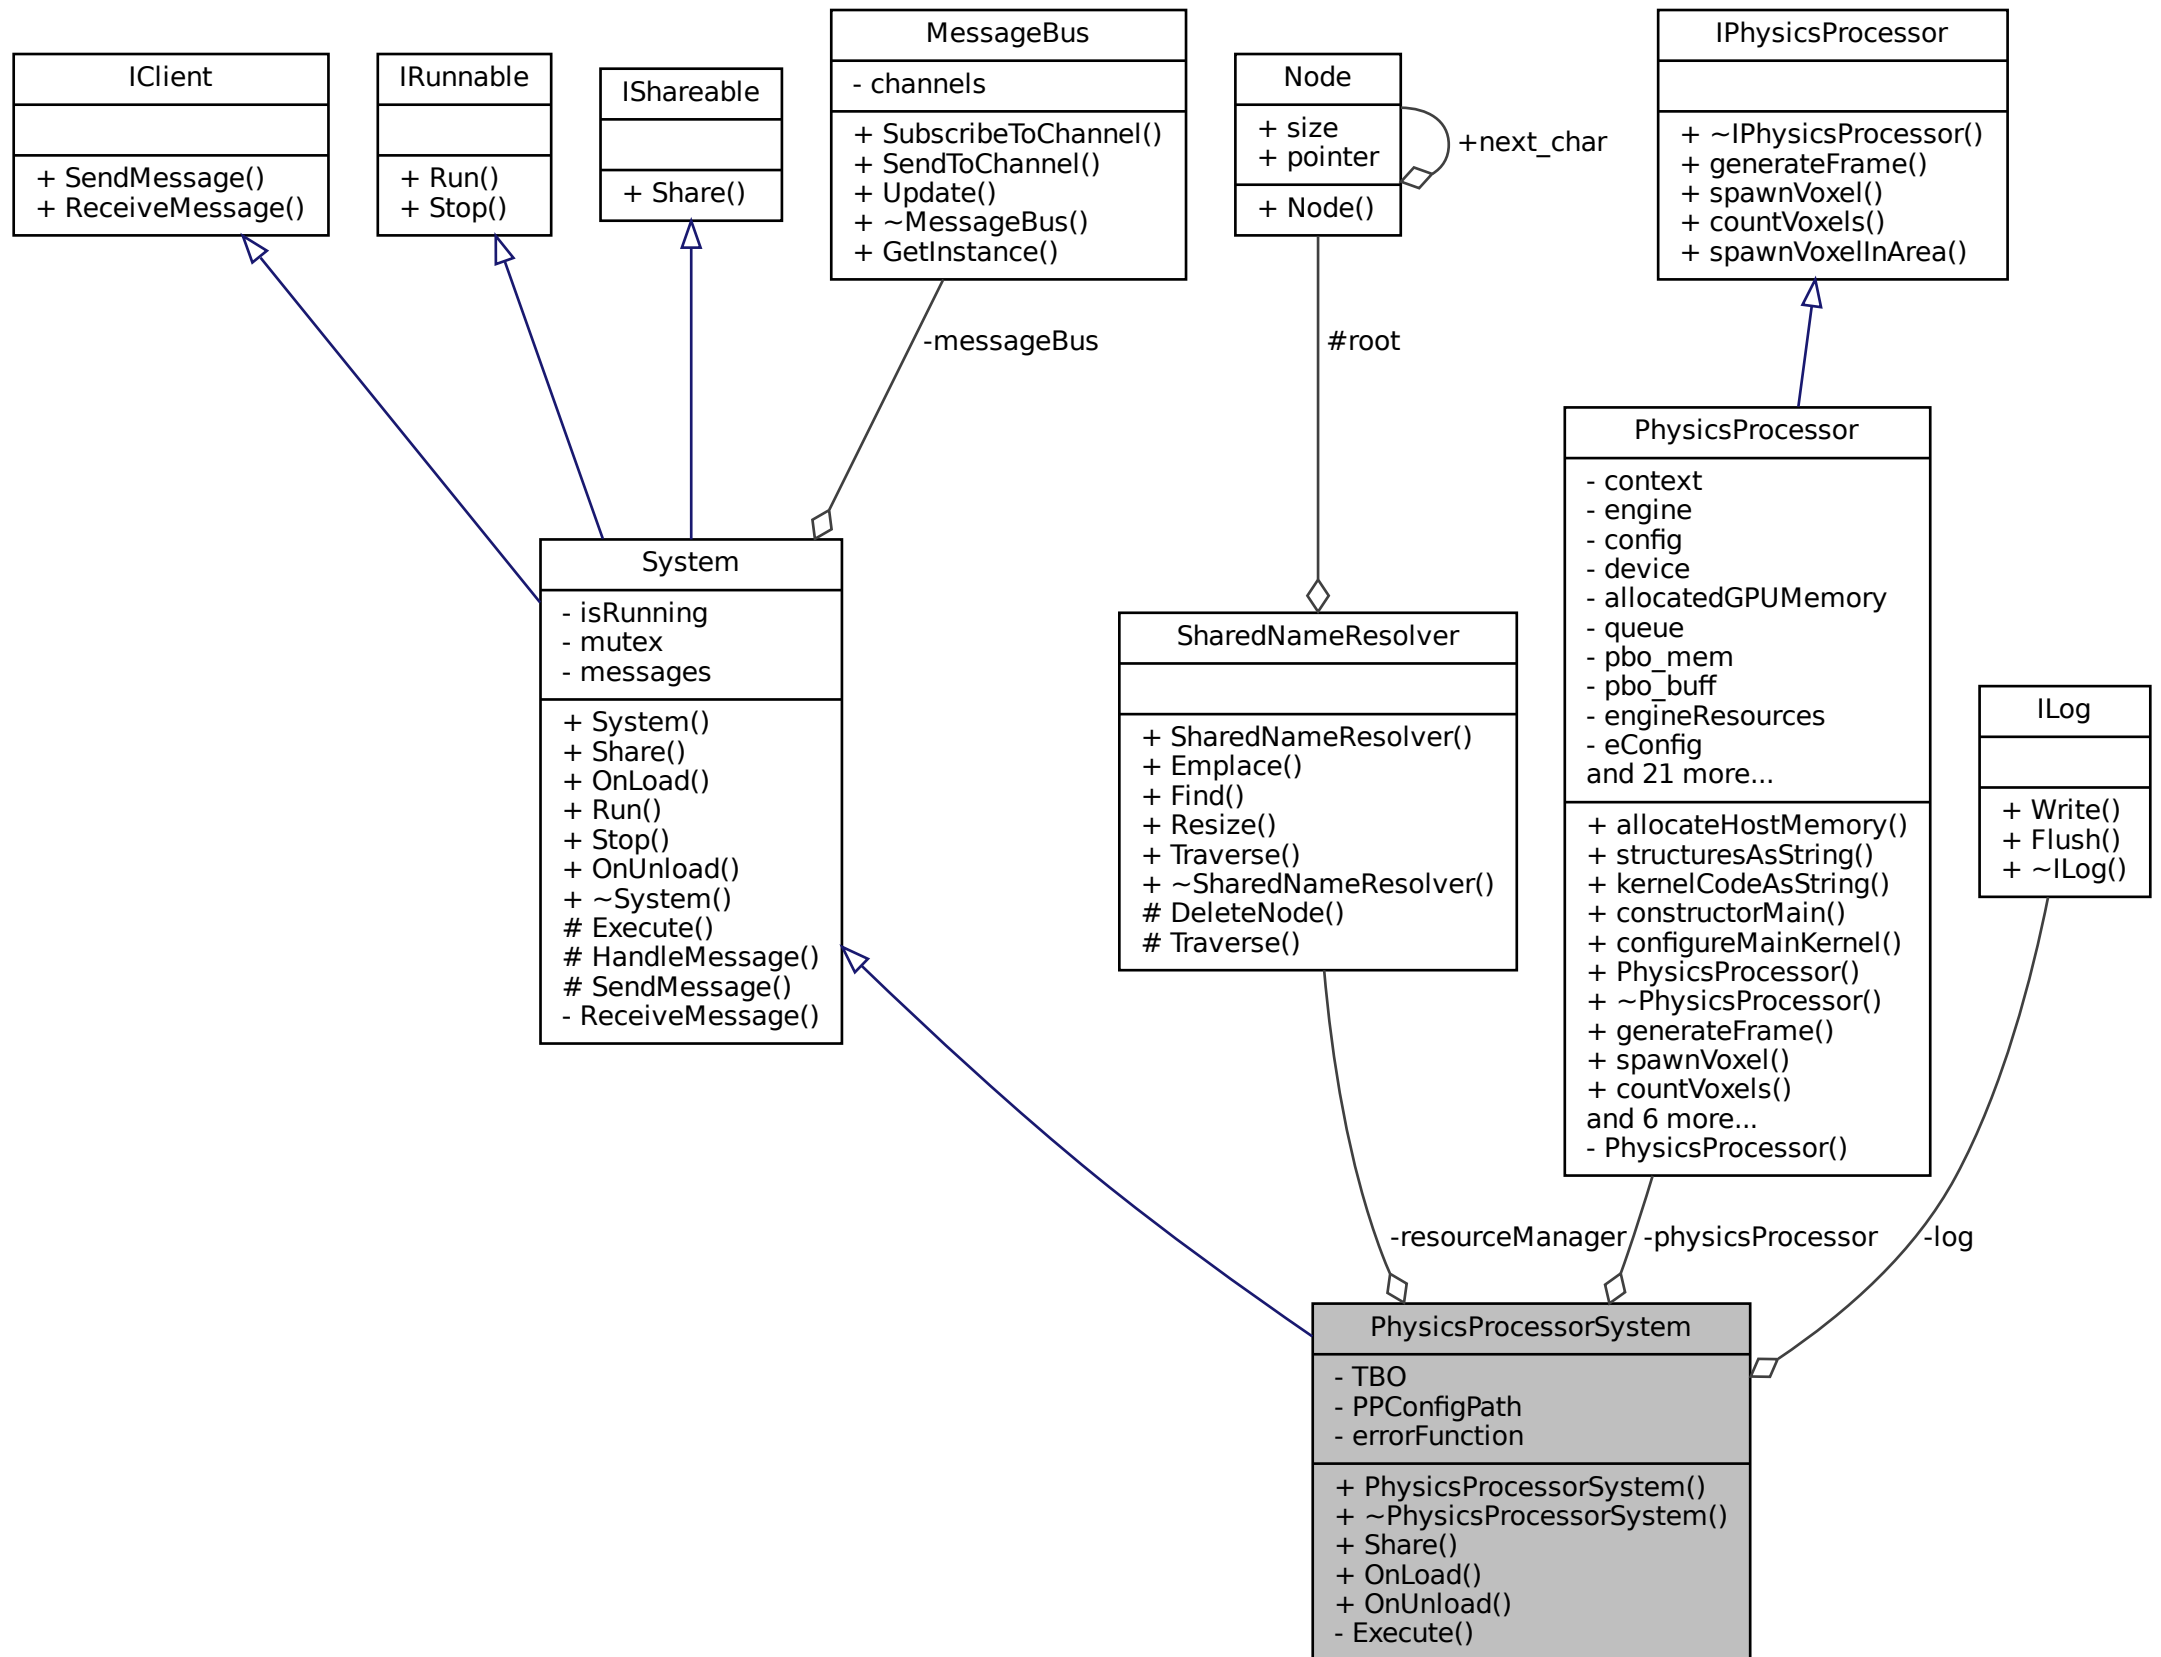 IClient
+ SendMessage()
+ ReceiveMessage()
IRunnable
+ Run()
+ Stop()
IShareable
+ Share()
MessageBus
- channels
+ SubscribeToChannel()
+ SendToChannel()
+ Update()
+ ~MessageBus()
+ GetInstance()
Node
+ size
+ pointer
+ Node()
+next_char
IPhysicsProcessor
+ ~IPhysicsProcessor()
+ generateFrame()
+ spawnVoxel()
+ countVoxels()
+ spawnVoxelInArea()
-messageBus
#root
System
- isRunning
- mutex
- messages
+ System()
+ Share()
+ OnLoad()
+ Run()
+ Stop()
+ OnUnload()
+ ~System()
# Execute()
# HandleMessage()
# SendMessage()
- ReceiveMessage()
SharedNameResolver
+ SharedNameResolver()
+ Emplace()
+ Find()
+ Resize()
+ Traverse()
+ ~SharedNameResolver()
# DeleteNode()
# Traverse()
PhysicsProcessor
- context
- engine
- config
- device
- allocatedGPUMemory
- queue
- pbo_mem
- pbo_buff
- engineResources
- eConfig
and 21 more...
+ allocateHostMemory()
+ structuresAsString()
+ kernelCodeAsString()
+ constructorMain()
+ configureMainKernel()
+ PhysicsProcessor()
+ ~PhysicsProcessor()
+ generateFrame()
+ spawnVoxel()
+ countVoxels()
and 6 more...
- PhysicsProcessor()
ILog
+ Write()
+ Flush()
+ ~ILog()
-resourceManager
-physicsProcessor
-log
PhysicsProcessorSystem
- TBO
- PPConfigPath
- errorFunction
+ PhysicsProcessorSystem()
+ ~PhysicsProcessorSystem()
+ Share()
+ OnLoad()
+ OnUnload()
- Execute()